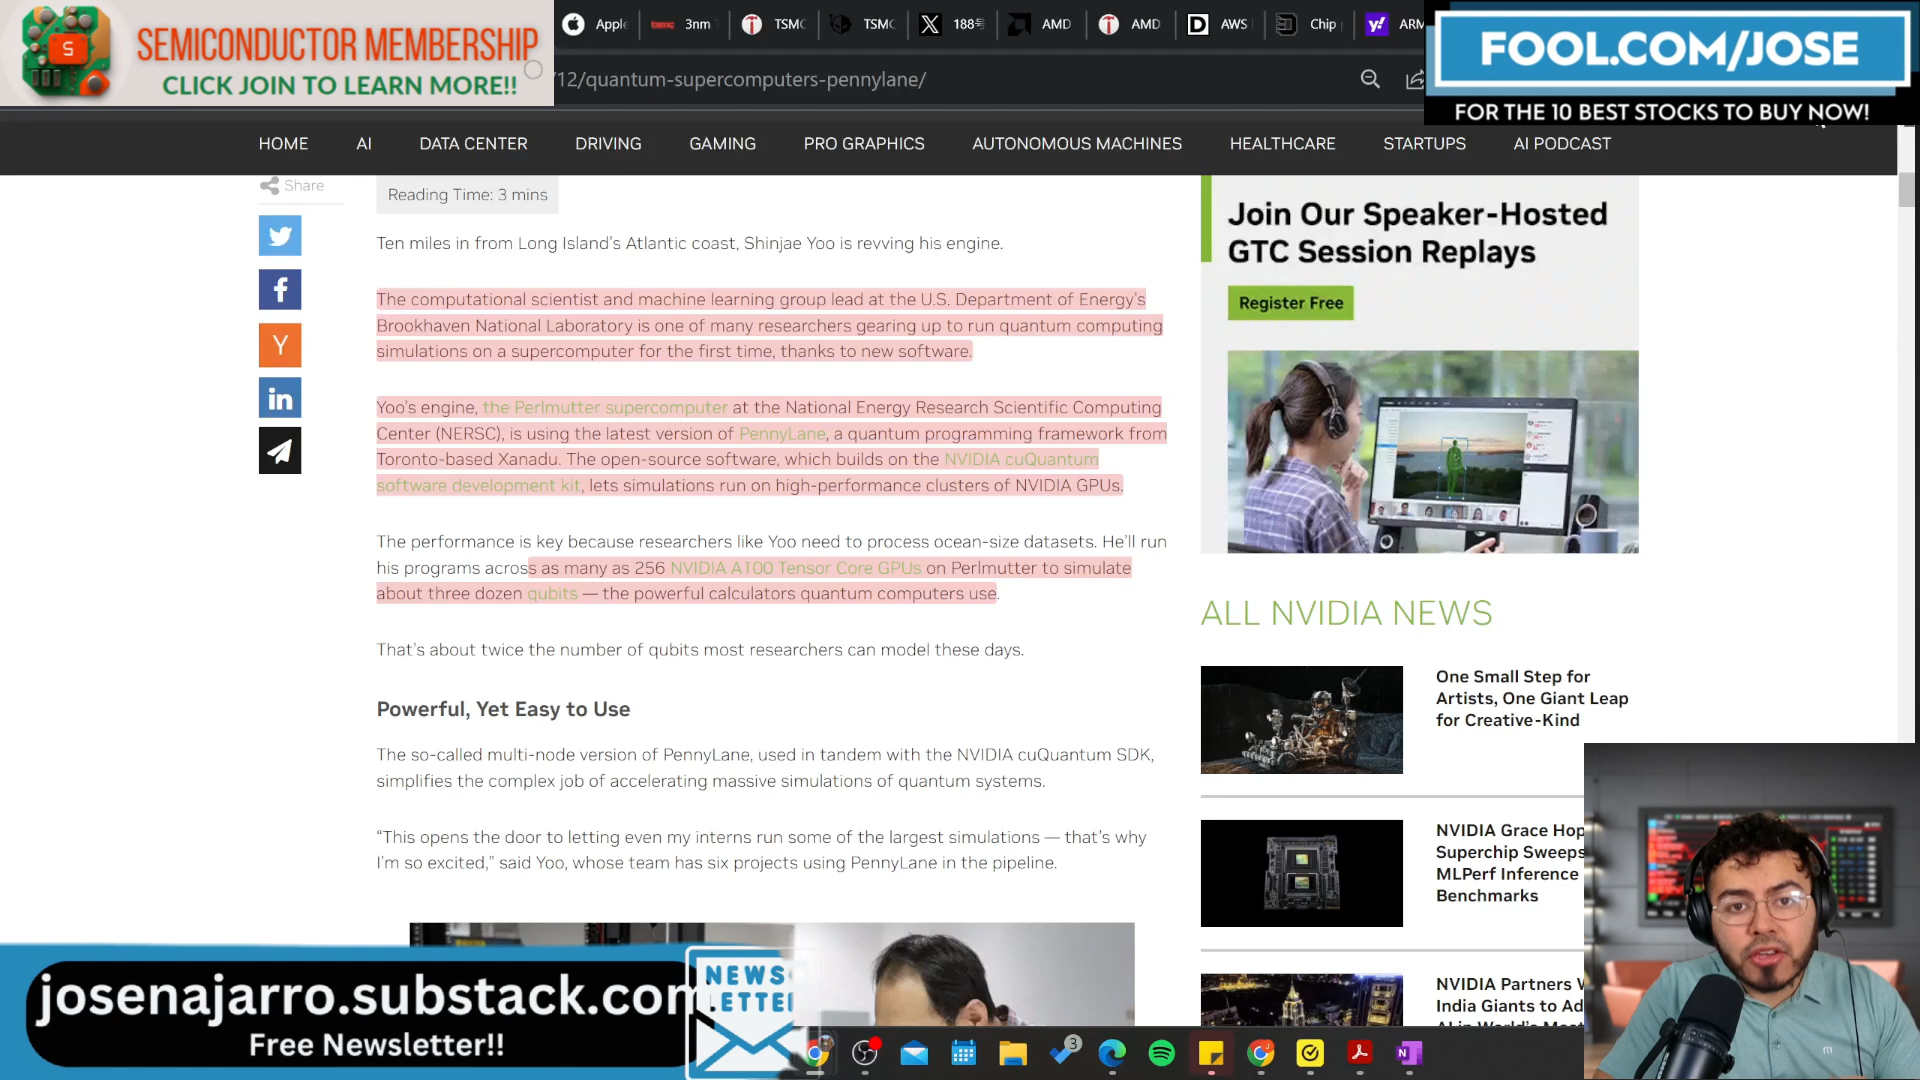 SEMICONDUCTOR MEMBERSHIP
CLICK JOIN TO LEARN MORE!!
Apple
tsmc 3nm
TSMC
TSMC
188
AMD
AMD
AWS
Chip
ARM
FOOL.COM/JOSE
FOR THE 10 BEST STOCKS TO BUY NOW!
/12/quantum-supercomputers-pennylane/
HOME AI DATA CENTER DRIVING GAMING PRO GRAPHICS AUTONOMOUS MACHINES HEALTHCARE STARTUPS AI PODCAST
Share
Reading Time: 3 mins
Ten miles in from Long Island's Atlantic coast, Shinjae Yoo is revving his engine.
The computational scientist and machine learning group lead at the U.S. Department of Energy's
Brookhaven National Laboratory is one of many researchers gearing up to run quantum computing
simulations on a supercomputer for the first time, thanks to new software.
Yoo's engine, the Perlmutter supercomputer at the National Energy Research Scientific Computing
Center (NERSC), is using the latest version of PennyLane, a quantum programming framework from
Toronto-based Xanadu. The open-source software, which builds on the NVIDIA cuQuantum
software development kit, lets simulations run on high-performance clusters of NVIDIA GPUs.
The performance is key because researchers like Yoo need to process ocean-size datasets. He'll run
his programs across as many as 256 NVIDIA A100 Tensor Core GPUs on Perlmutter to simulate
about three dozen qubits — the powerful calculators quantum computers use.
That's about twice the number of qubits most researchers can model these days.
Powerful, Yet Easy to Use
The so-called multi-node version of PennyLane, used in tandem with the NVIDIA cuQuantum SDK,
simplifies the complex job of accelerating massive simulations of quantum systems.
“This opens the door to letting even my interns run some of the largest simulations — that's why
I'm so excited,” said Yoo, whose team has six projects using PennyLane in the pipeline.
Join Our Speaker-Hosted
GTC Session Replays
Register Free
ALL NVIDIA NEWS
One Small Step for
Artists, One Giant Leap
for Creative-Kind
NVIDIA Grace Hop
Superchip Sweeps
MLPerf Inference
Benchmarks
NVIDIA Partners W
India Giants to Ad
josenajarro.substack.com
Free Newsletter!!
NEWS
LETTER
3